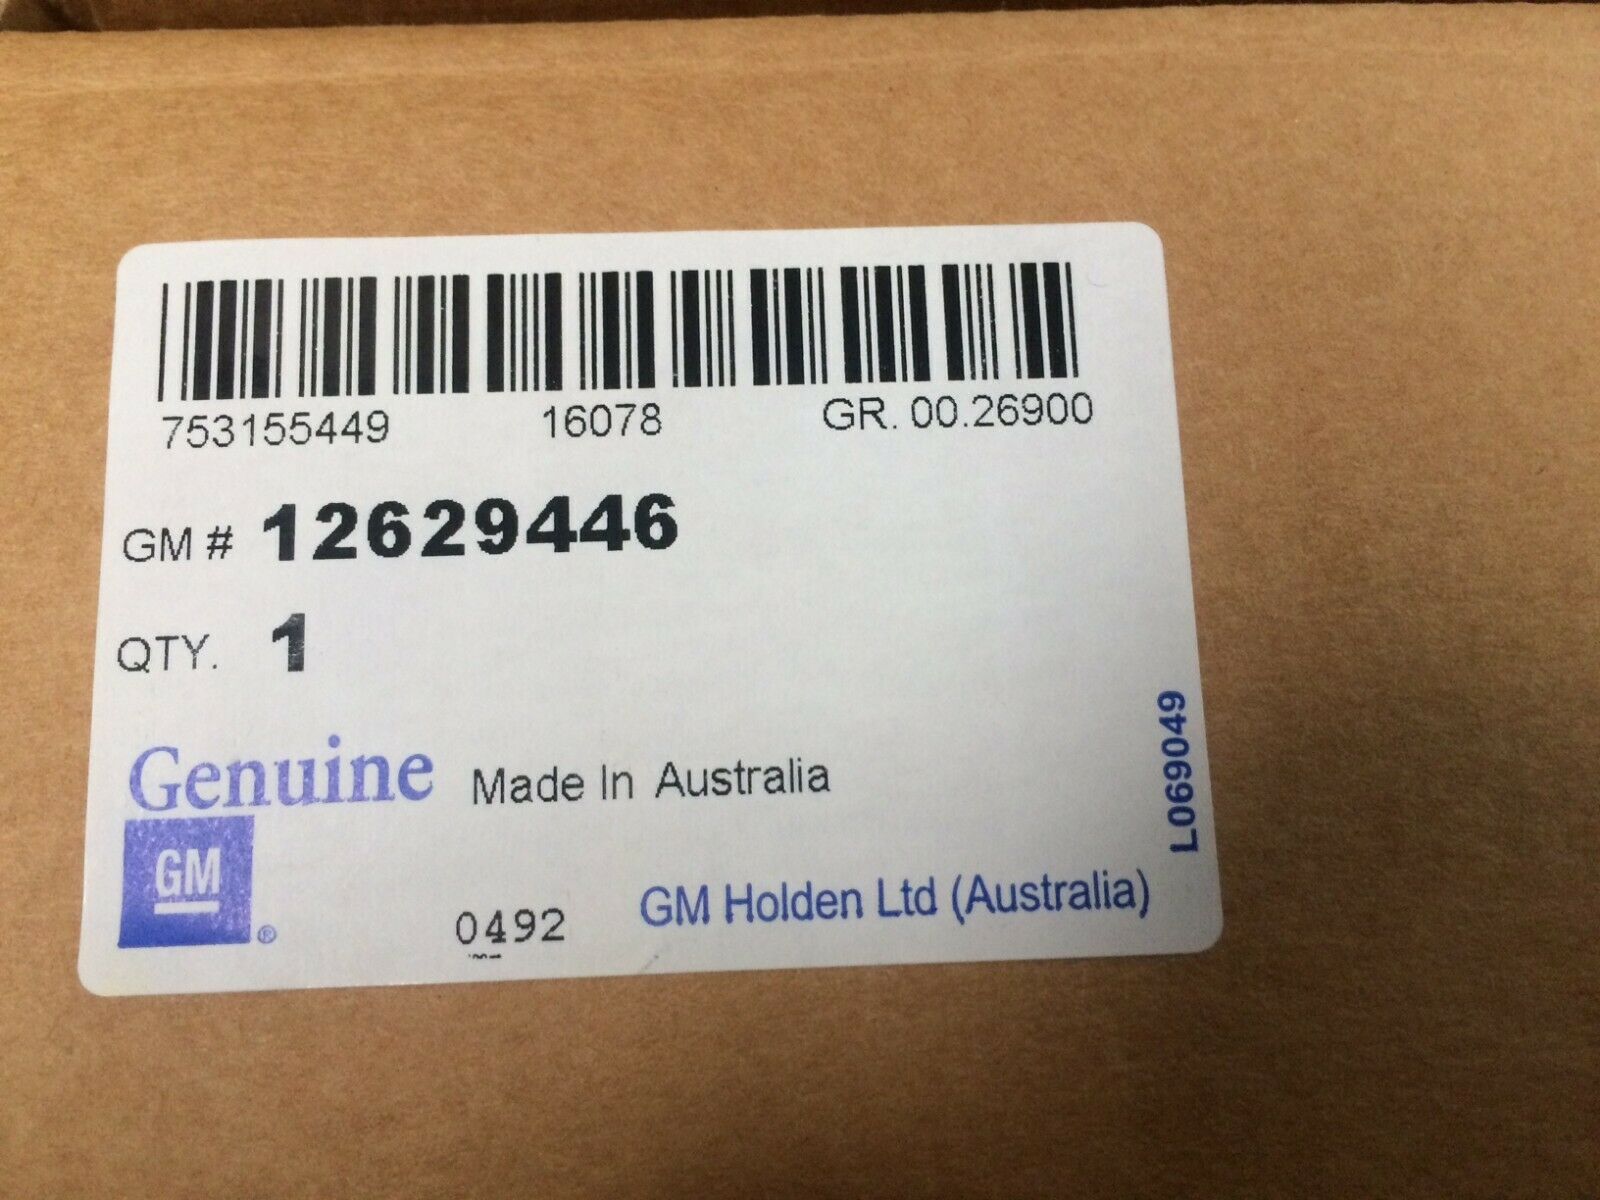 753155449 16078 GR. 00.26900
GM # 12629446
QTY. 1
Genuine Made In Australia
GM ®
0492
GM Holden Ltd (Australia)
L069049